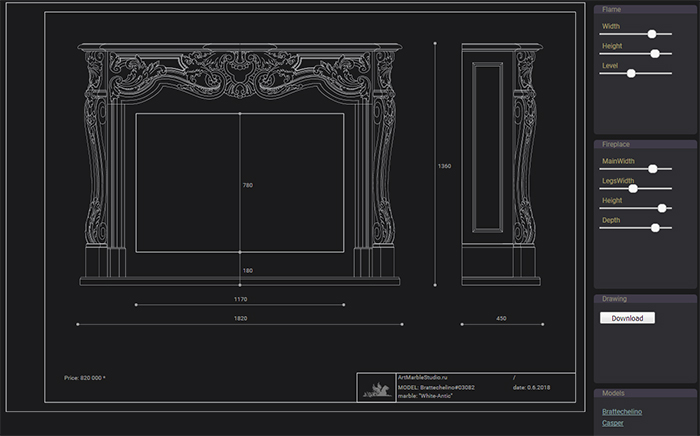 Flame
Width
Height
Level
Fireplace
MainWidth
LegsWidth
Height
Depth
Drawing
Download
Models
Brattechelino
Casper
780
180
1170
1820
1360
450
Price: 820 000 *
ArtMarbleStudio.ru /
MODEL: Brattechelino#03082 date: 0.6.2018
marble: "White-Antic"